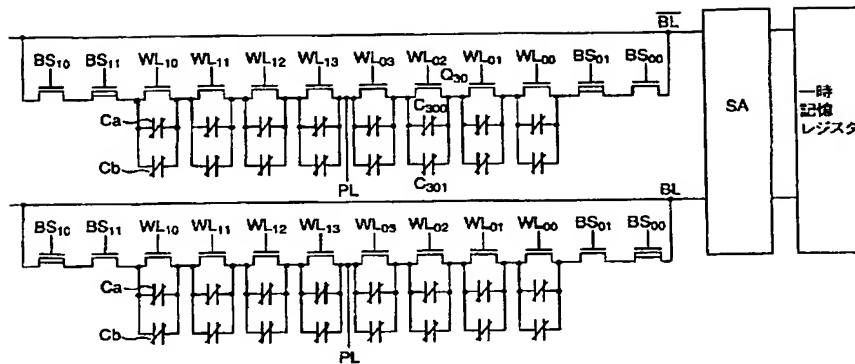 BL
BS10 BS11 WL10 WL11 WL12 WL13 WL03 WL02 WL01 WL00 BS01 BS00
Q30
SA
一時
記憶
レジスタ
Ca
C300
Cb
C301
PL
BL
BS10 BS11 WL10 WL11 WL12 WL13 WL03 WL02 WL01 WL00 BS01 BS00
Ca
Cb
PL